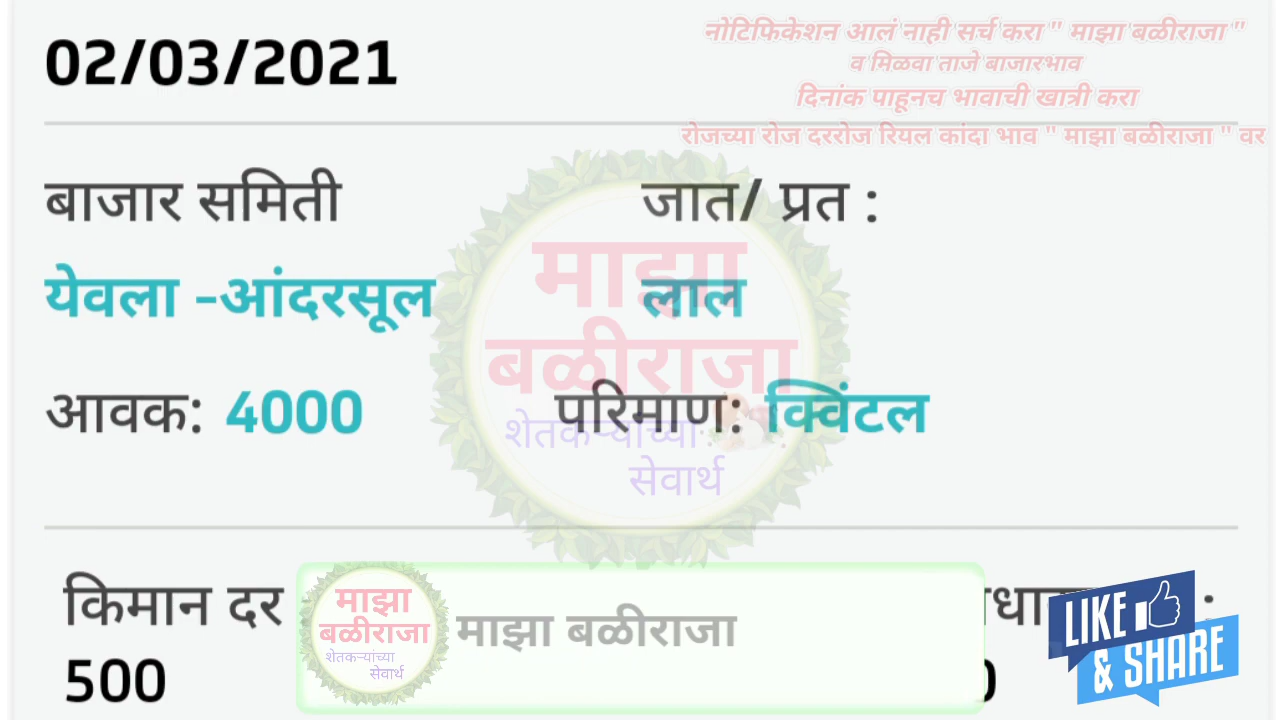 02/03/2021
नोटिफिकेशन आलं नाही सर्च करा " माझा बळीराजा "
व मिळवा ताजे बाजारभाव
दिनांक पाहूनच भावाची खात्री करा
रोजच्या रोज दररोज रियल कांदा भाव " माझा बळीराजा " वर
बाजार समिती जात/ प्रत :
येवला -आंदरसूल लाल
आवक: 4000 परिमाण: क्विंटल
माझा
बळीराजा
शेतकऱ्यांच्या
सेवार्थ
किमान दर
500
माझा
बळीराजा
शेतकऱ्यांच्या
सेवार्थ
माझा बळीराजा
LIKE
& SHARE